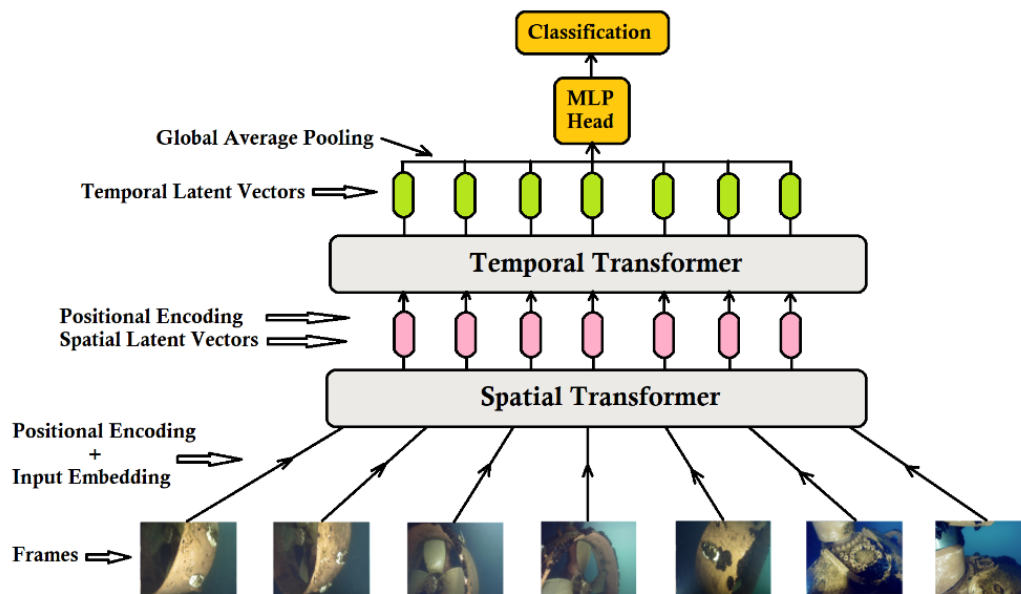 Classification
MLP
Head
Global Average Pooling
Temporal Latent Vectors
Temporal Transformer
Positional Encoding
Spatial Latent Vectors
Spatial Transformer
Positional Encoding
+
Input Embedding
Frames